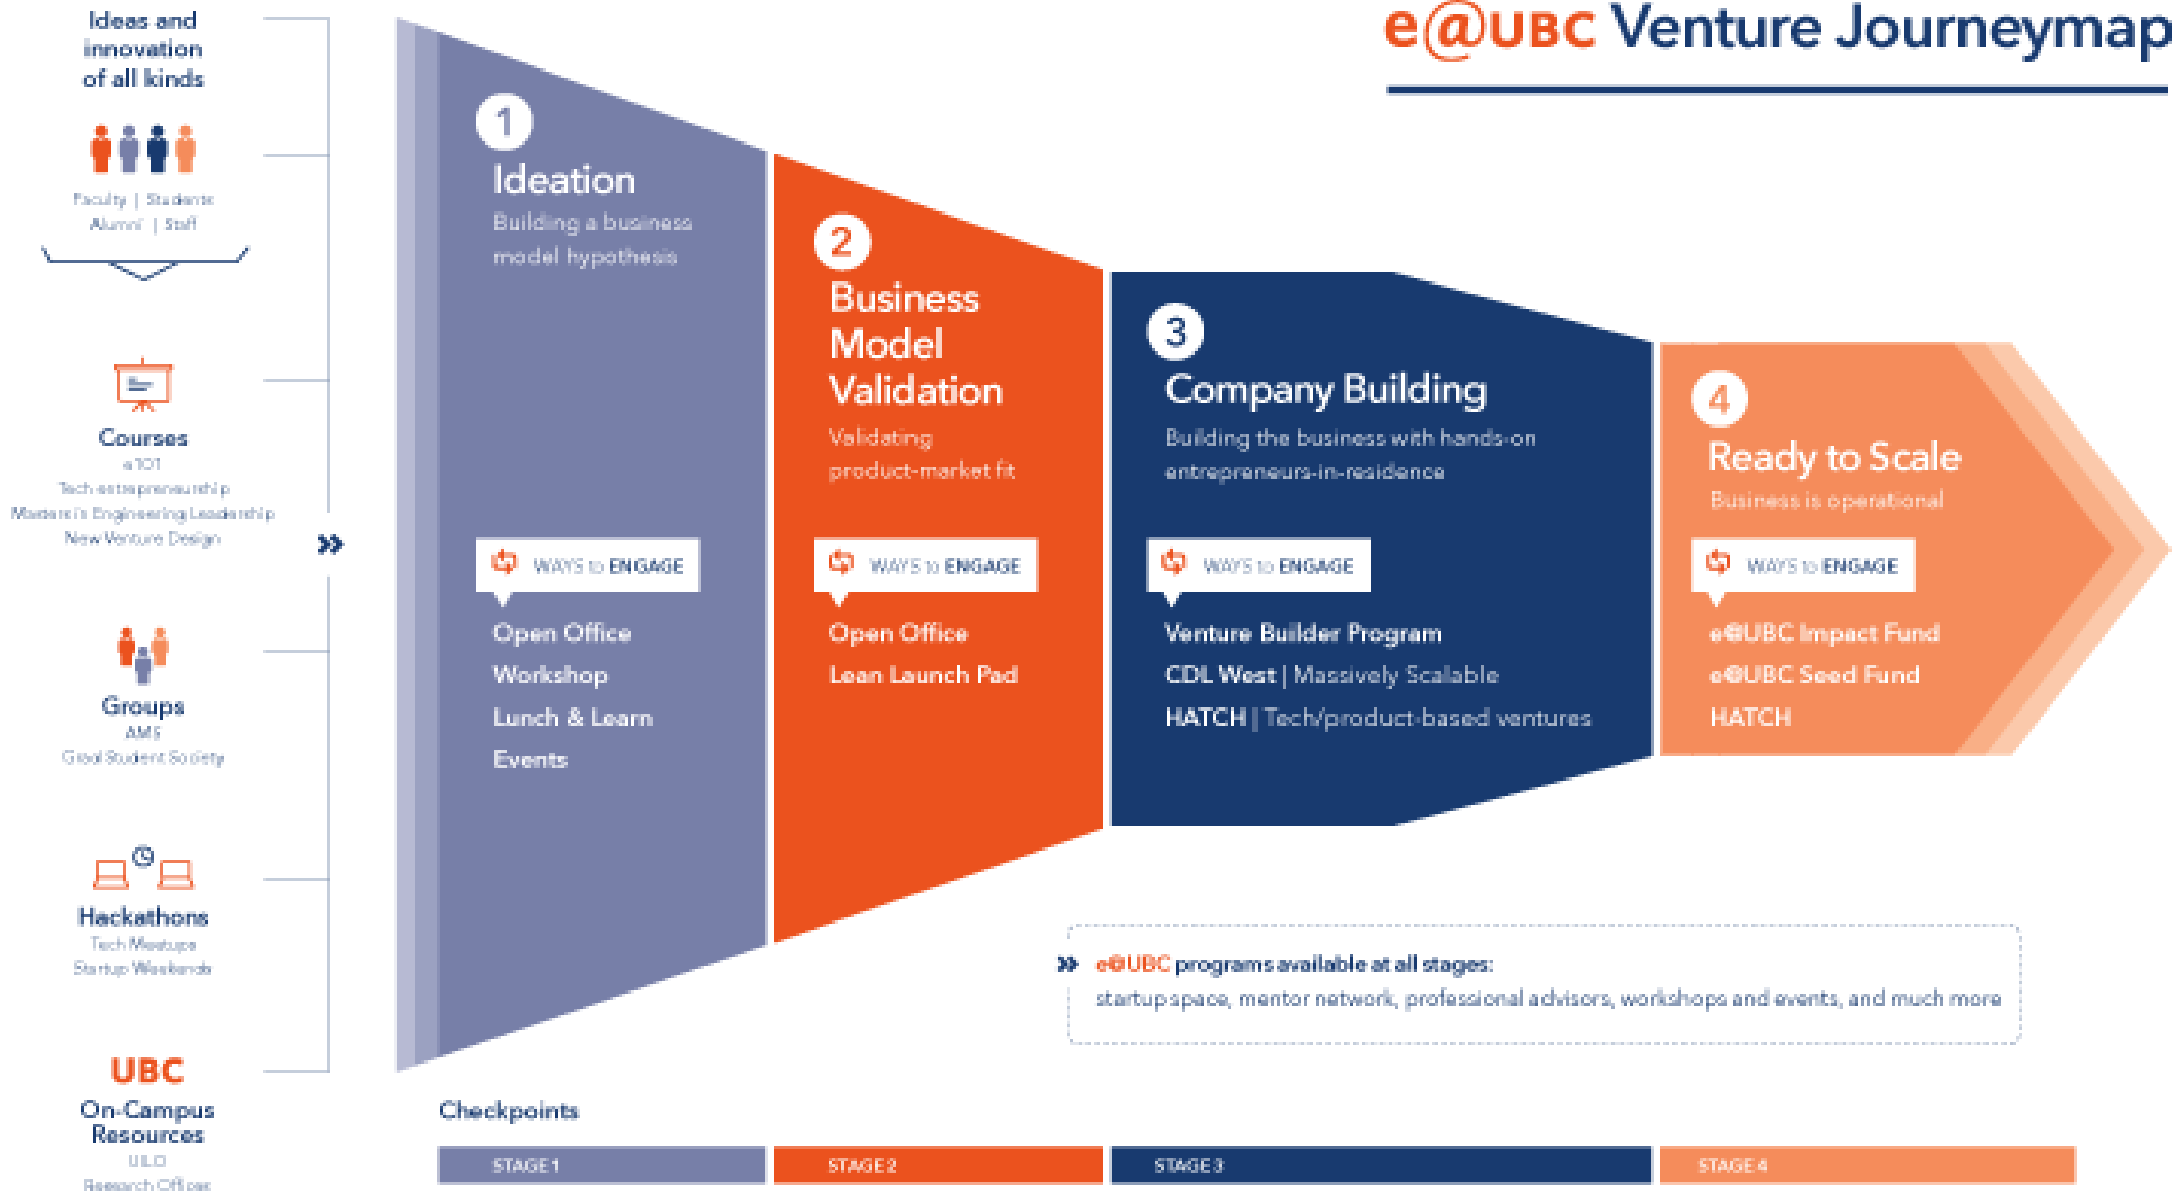 e@UBC Venture Journeymap
Ideas and
innovation
of all kinds
Faculty | Students
Alumni | Staff
Courses
e101
Tech entrepreneurship
Masters in Engineering Leadership
New Venture Design
Groups
AMS
Grad Student Society
Hackathons
Tech Meetups
Startup Weekends
UBC
On-Campus
Resources
UILO
Research Offices
1
Ideation
Building a business
model hypothesis
WAYS to ENGAGE
Open Office
Workshop
Lunch & Learn
Events
2
Business
Model
Validation
Validating
product-market fit
WAYS to ENGAGE
Open Office
Lean Launch Pad
3
Company Building
Building the business with hands-on
entrepreneurs-in-residence
WAYS to ENGAGE
Venture Builder Program
CDL West | Massively Scalable
HATCH | Tech/product-based ventures
4
Ready to Scale
Business is operational
WAYS to ENGAGE
e@UBC Impact Fund
e@UBC Seed Fund
HATCH
e@UBC programs available at all stages:
startup space, mentor network, professional advisors, workshops and events, and much more
Checkpoints
STAGE 1
STAGE 2
STAGE 3
STAGE 4